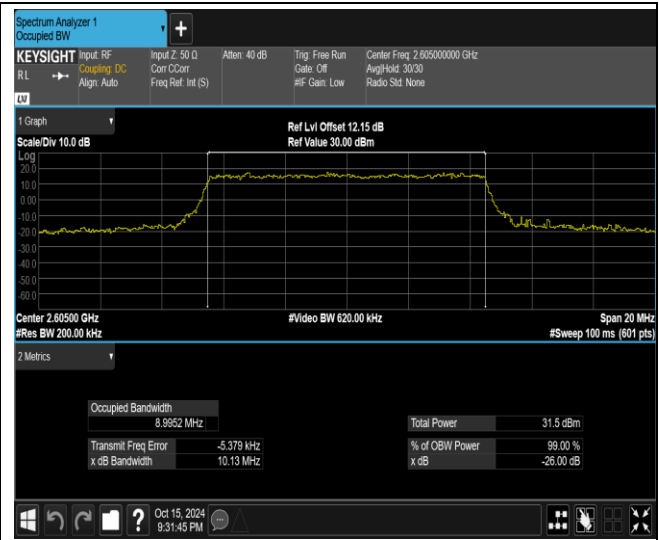 Spectrum Analyzer 1
Occupied BW
+
KEYSIGHT Input: RF Input Z: 50 Ω Atten: 40 dB Trig: Free Run Center Freq: 2.605000000 GHz
RL Coupling: DC Corr CCorr Gate: Off Avg|Hold: 30/30
Align: Auto Freq Ref: Int (S) #IF Gain: Low Radio Std: None
LXI
1 Graph
Ref Lvl Offset 12.15 dB
Scale/Div 10.0 dB Ref Value 30.00 dBm
Log
20.0
10.0
0.00
-10.0
-20.0
-30.0
-40.0
-50.0
-60.0
Center 2.60500 GHz #Video BW 620.00 kHz Span 20 MHz
#Res BW 200.00 kHz #Sweep 100 ms (601 pts)
2 Metrics
Occupied Bandwidth
8.9952 MHz Total Power 31.5 dBm
Transmit Freq Error -5.379 kHz % of OBW Power 99.00 %
x dB Bandwidth 10.13 MHz x dB -26.00 dB
? Oct 15, 2024
9:31:45 PM